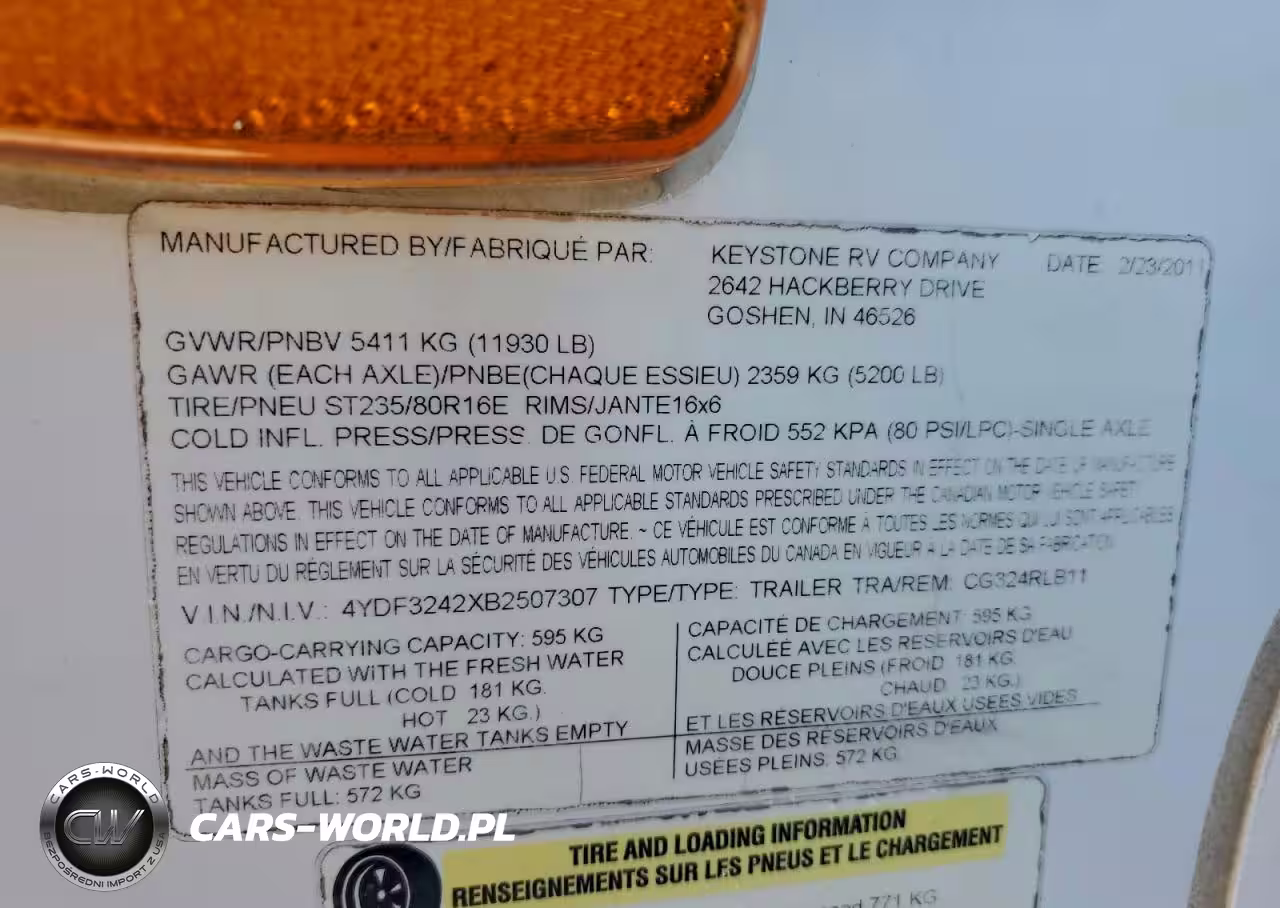 MANUFACTURED BY/FABRIQUÉ PAR: KEYSTONE RV COMPANY DATE 2/23/2011
2642 HACKBERRY DRIVE
GOSHEN, IN 46526
GVWR/PNBV 5411 KG (11930 LB)
GAWR (EACH AXLE)/PNBE(CHAQUE ESSIEU) 2359 KG (5200 LB)
TIRE/PNEU ST235/80R16E RIMS/JANTE16x6
COLD INFL. PRESS/PRESS. DE GONFL. À FROID 552 KPA (80 PSI/LPC)-SINGLE AXLE
THIS VEHICLE CONFORMS TO ALL APPLICABLE U.S. FEDERAL MOTOR VEHICLE SAFETY STANDARDS IN EFFECT ON THE DATE OF MANUFACTURE
SHOWN ABOVE. THIS VEHICLE CONFORMS TO ALL APPLICABLE STANDARDS PRESCRIBED UNDER THE CANADIAN MOTOR VEHICLE SAFETY
REGULATIONS IN EFFECT ON THE DATE OF MANUFACTURE. ~ CE VÉHICULE EST CONFORME À TOUTES LES NORMES QUI LUI SONT APPLICABLES
EN VERTU DU RÈGLEMENT SUR LA SÉCURITÉ DES VÉHICULES AUTOMOBILES DU CANADA EN VIGUEUR À LA DATE DE SA FABRICATION
V.I.N./N.I.V.: 4YDF3242XB2507307 TYPE/TYPE: TRAILER TRA/REM: CG324RLB11
CARGO-CARRYING CAPACITY: 595 KG
CALCULATED WITH THE FRESH WATER
TANKS FULL (COLD 181 KG.
HOT 23 KG.)
AND THE WASTE WATER TANKS EMPTY
MASS OF WASTE WATER
TANKS FULL: 572 KG
CAPACITÉ DE CHARGEMENT: 595 KG
CALCULÉE AVEC LES RESERVOIRS D'EAU
DOUCE PLEINS (FROID 181 KG.
CHAUD 23 KG.)
ET LES RÉSERVOIRS D'EAUX USÉES VIDES
MASSE DES RÉSERVOIRS D'EAUX
USÉES PLEINS: 572 KG
TIRE AND LOADING INFORMATION
RENSEIGNEMENTS SUR LES PNEUS ET LE CHARGEMENT
771 KG
CARS-WORLD
CW
BEZPOŚREDNI IMPORT Z USA
CARS-WORLD.PL